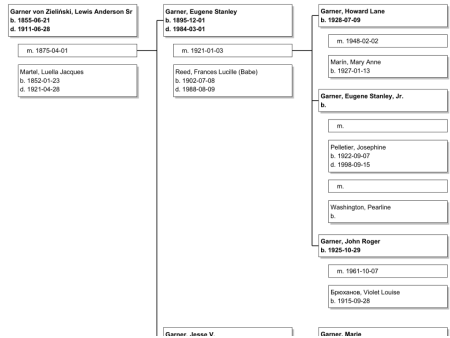 Garner von Zieliński, Lewis Anderson Sr
b. 1855-06-21
d. 1911-06-28
m. 1875-04-01
Martel, Luella Jacques
b. 1852-01-23
d. 1921-04-28
Garner, Eugene Stanley
b. 1895-12-01
d. 1984-03-01
m. 1921-01-03
Reed, Frances Lucille (Babe)
b. 1902-07-08
d. 1988-08-09
Garner, Jesse V.
Garner, Howard Lane
b. 1928-07-09
m. 1948-02-02
Marin, Mary Anne
b. 1927-01-13
Garner, Eugene Stanley, Jr.
b.
m.
Pelletier, Josephine
b. 1922-09-07
d. 1998-09-15
m.
Washington, Pearline
b.
Garner, John Roger
b. 1925-10-29
m. 1961-10-07
Брюханов, Violet Louise
b. 1915-09-28
Garner, Marie